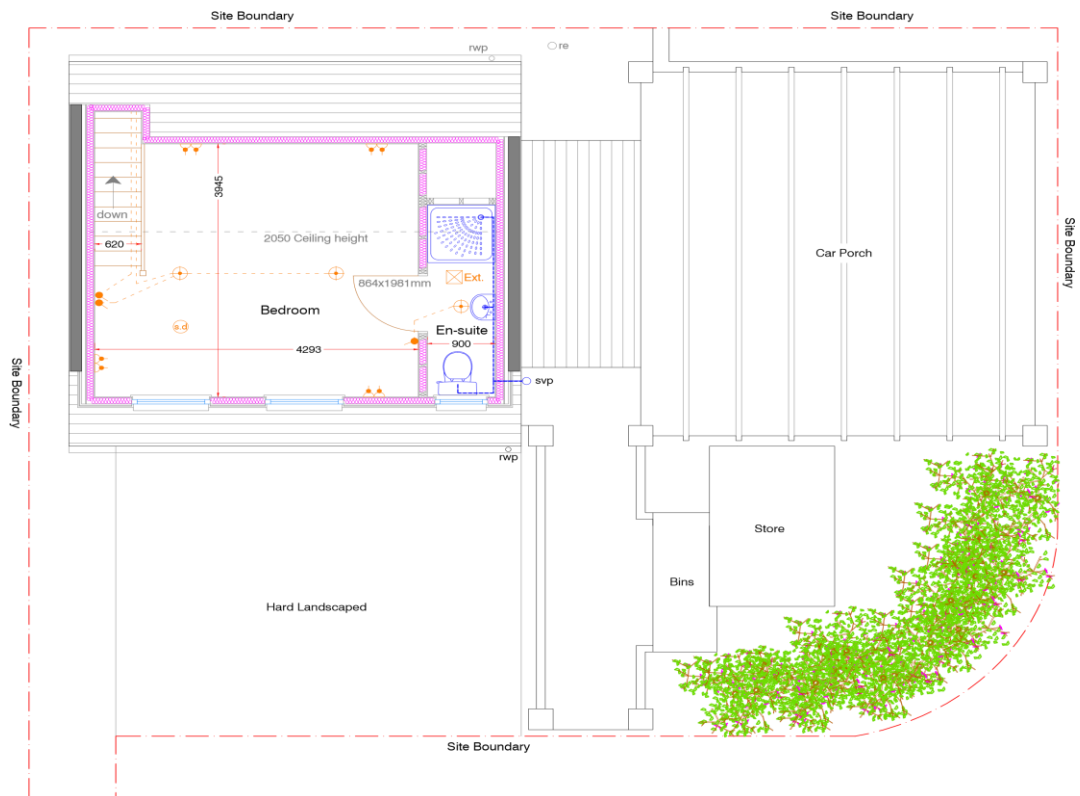 Site Boundary
Site Boundary
rwp
re
3945
down
2050 Ceiling height
620
Ext.
864x1981mm
Bedroom
s.d
En-suite
4293
900
svp
Car Porch
Site Boundary
Site Boundary
rwp
Store
Bins
Hard Landscaped
Site Boundary